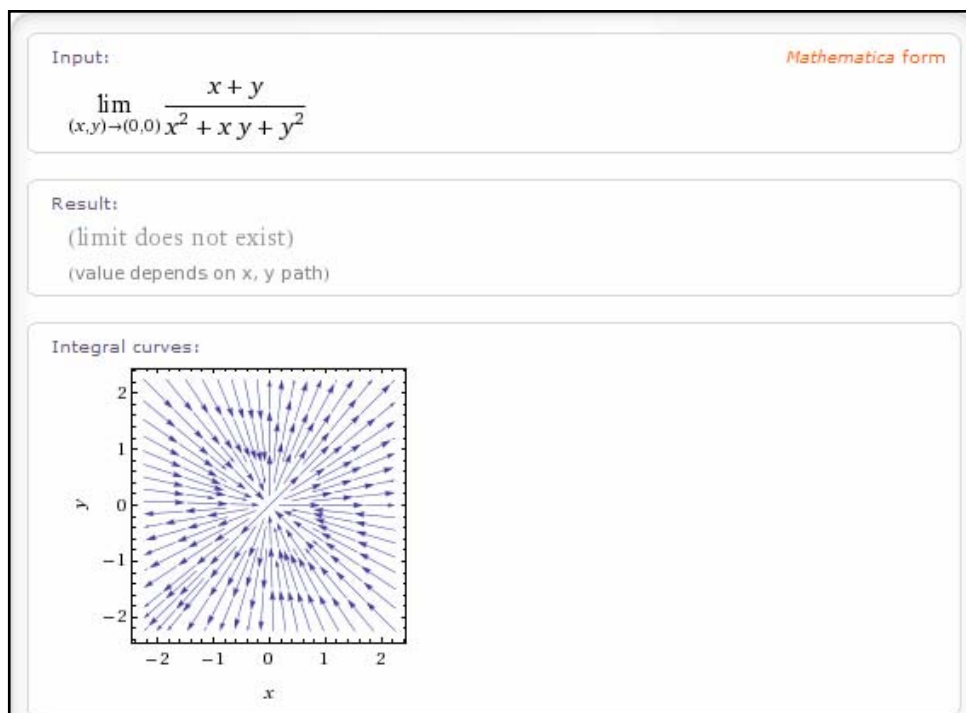 Input:
Mathematica form
lim (x,y)→(0,0) x + y / x² + x y + y²
Result:
(limit does not exist)
(value depends on x, y path)
Integral curves:
2
1
0
−1
−2
y
−2 −1 0 1 2
x